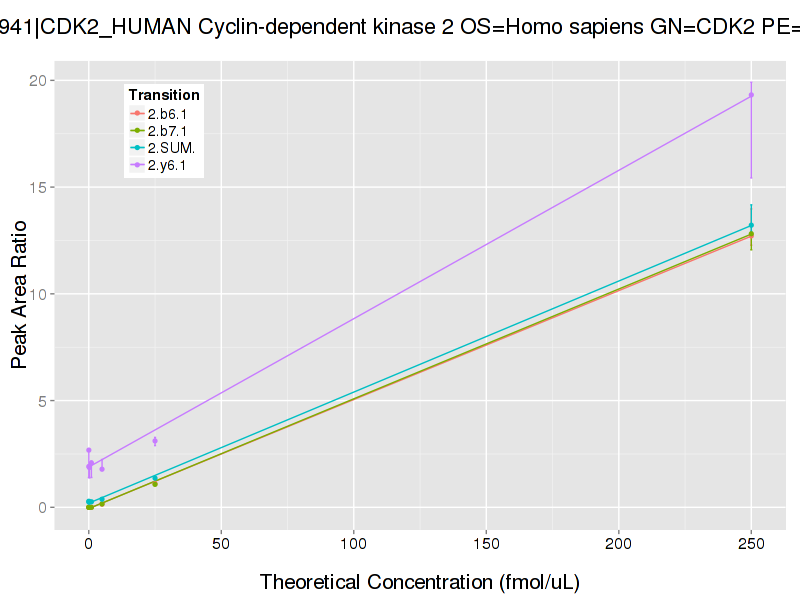 941|CDK2_HUMAN Cyclin-dependent kinase 2 OS=Homo sapiens GN=CDK2 PE=
Transition
2.b6.1
2.b7.1
2.SUM.
2.y6.1
Peak Area Ratio
20
15
10
5
0
0 50 100 150 200 250
Theoretical Concentration (fmol/uL)